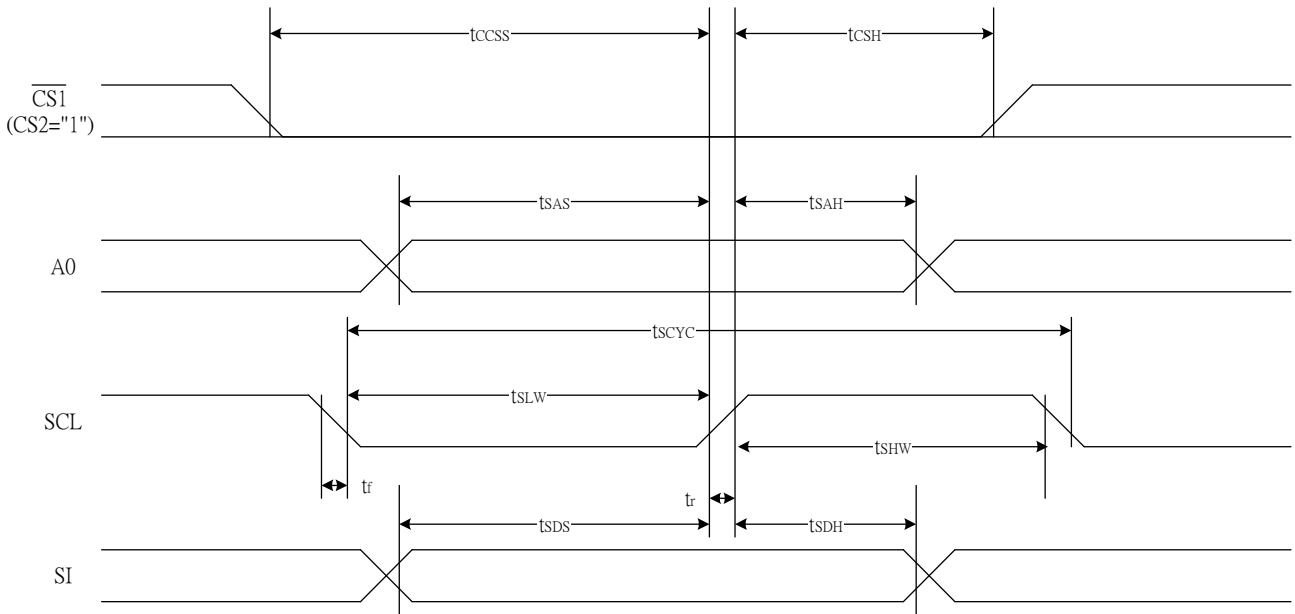 tCCSS
tCSH
CS1
(CS2="1")
tSAS
tSAH
A0
tSCYC
tSLW
SCL
tSHW
tf
tr
tSDS
tSDH
SI